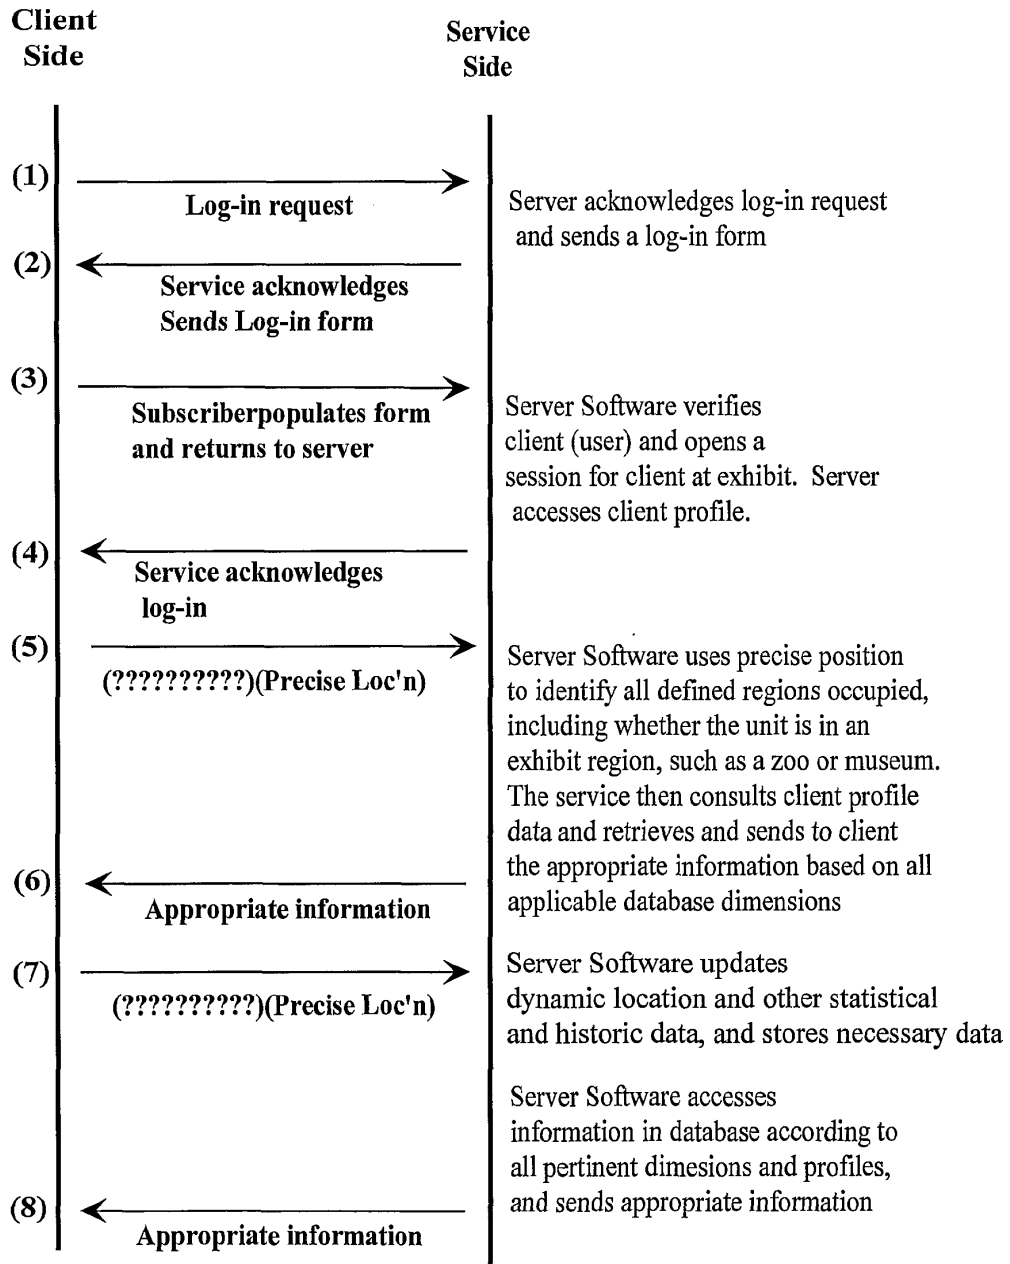 Client
Side
Service
Side
(1)
Log-in request
Server acknowledges log-in request
and sends a log-in form
(2)
Service acknowledges
Sends Log-in form
(3)
Subscriberpopulates form
and returns to server
Server Software verifies
client (user) and opens a
session for client at exhibit. Server
accesses client profile.
(4)
Service acknowledges
log-in
(5)
(??????????)(Precise Loc'n)
Server Software uses precise position
to identify all defined regions occupied,
including whether the unit is in an
exhibit region, such as a zoo or museum.
The service then consults client profile
data and retrieves and sends to client
the appropriate information based on all
applicable database dimensions
(6)
Appropriate information
(7)
(??????????)(Precise Loc'n)
Server Software updates
dynamic location and other statistical
and historic data, and stores necessary data
Server Software accesses
information in database according to
all pertinent dimesions and profiles,
and sends appropriate information
(8)
Appropriate information